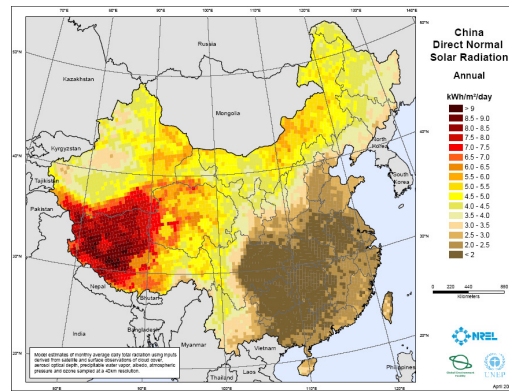 China
Direct Normal
Solar Radiation
Annual
kWh/m²/day
> 9
8.5 - 9.0
8.0 - 8.5
7.5 - 8.0
7.0 - 7.5
6.5 - 7.0
6.0 - 6.5
5.5 - 6.0
5.0 - 5.5
4.5 - 5.0
4.0 - 4.5
3.5 - 4.0
3.0 - 3.5
2.5 - 3.0
2.0 - 2.5
< 2
Russia
Kazakhstan
Mongolia
Kyrgyzstan
Tajikistan
Pakistan
North
Korea
South
Korea
Nepal
Bhutan
India
Bangladesh
Myanmar
Thailand
Laos
Vietnam
Philippines
0 220 440 880
kilometers
NREL
UNEP
Model estimates of monthly average daily total radiation using inputs
derived from satellite and surface observations of cloud cover,
aerosol optical depth, precipitable water vapor, albedo, atmospheric
pressure and ozone sampled at a 40km resolution.
April 20